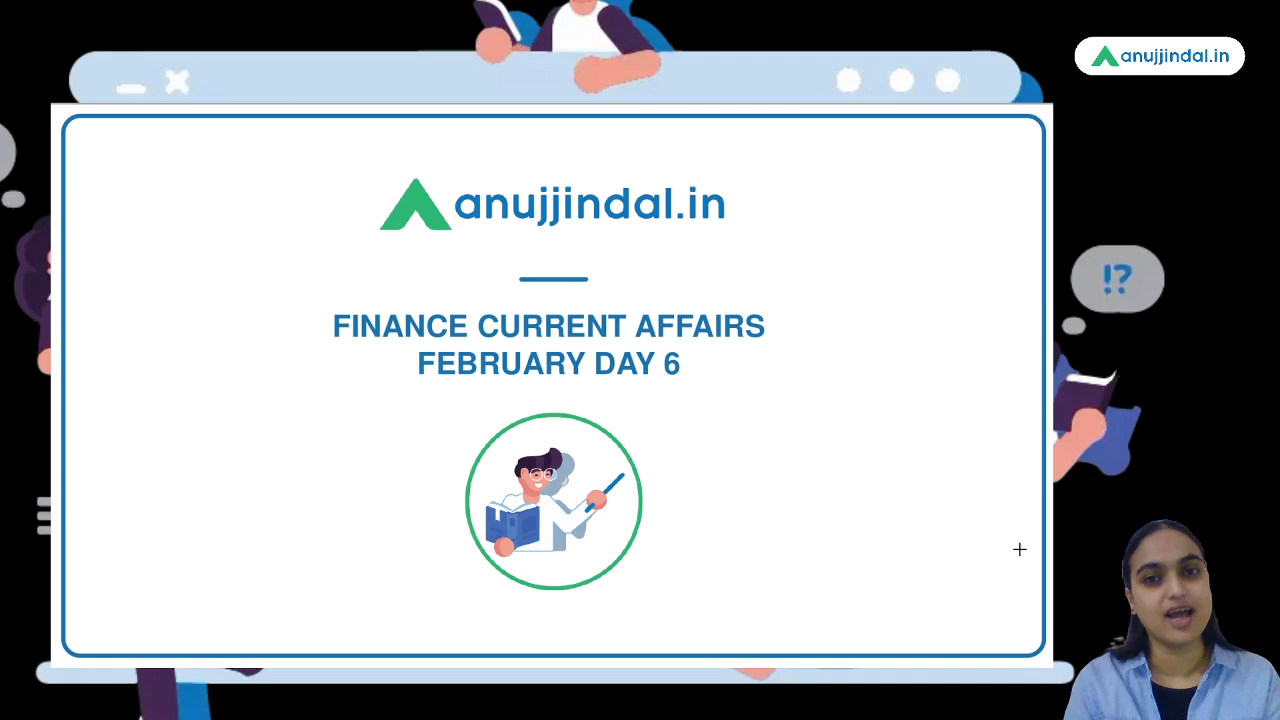 anujjindal.in
anujjindal.in
FINANCE CURRENT AFFAIRS
FEBRUARY DAY 6
!?